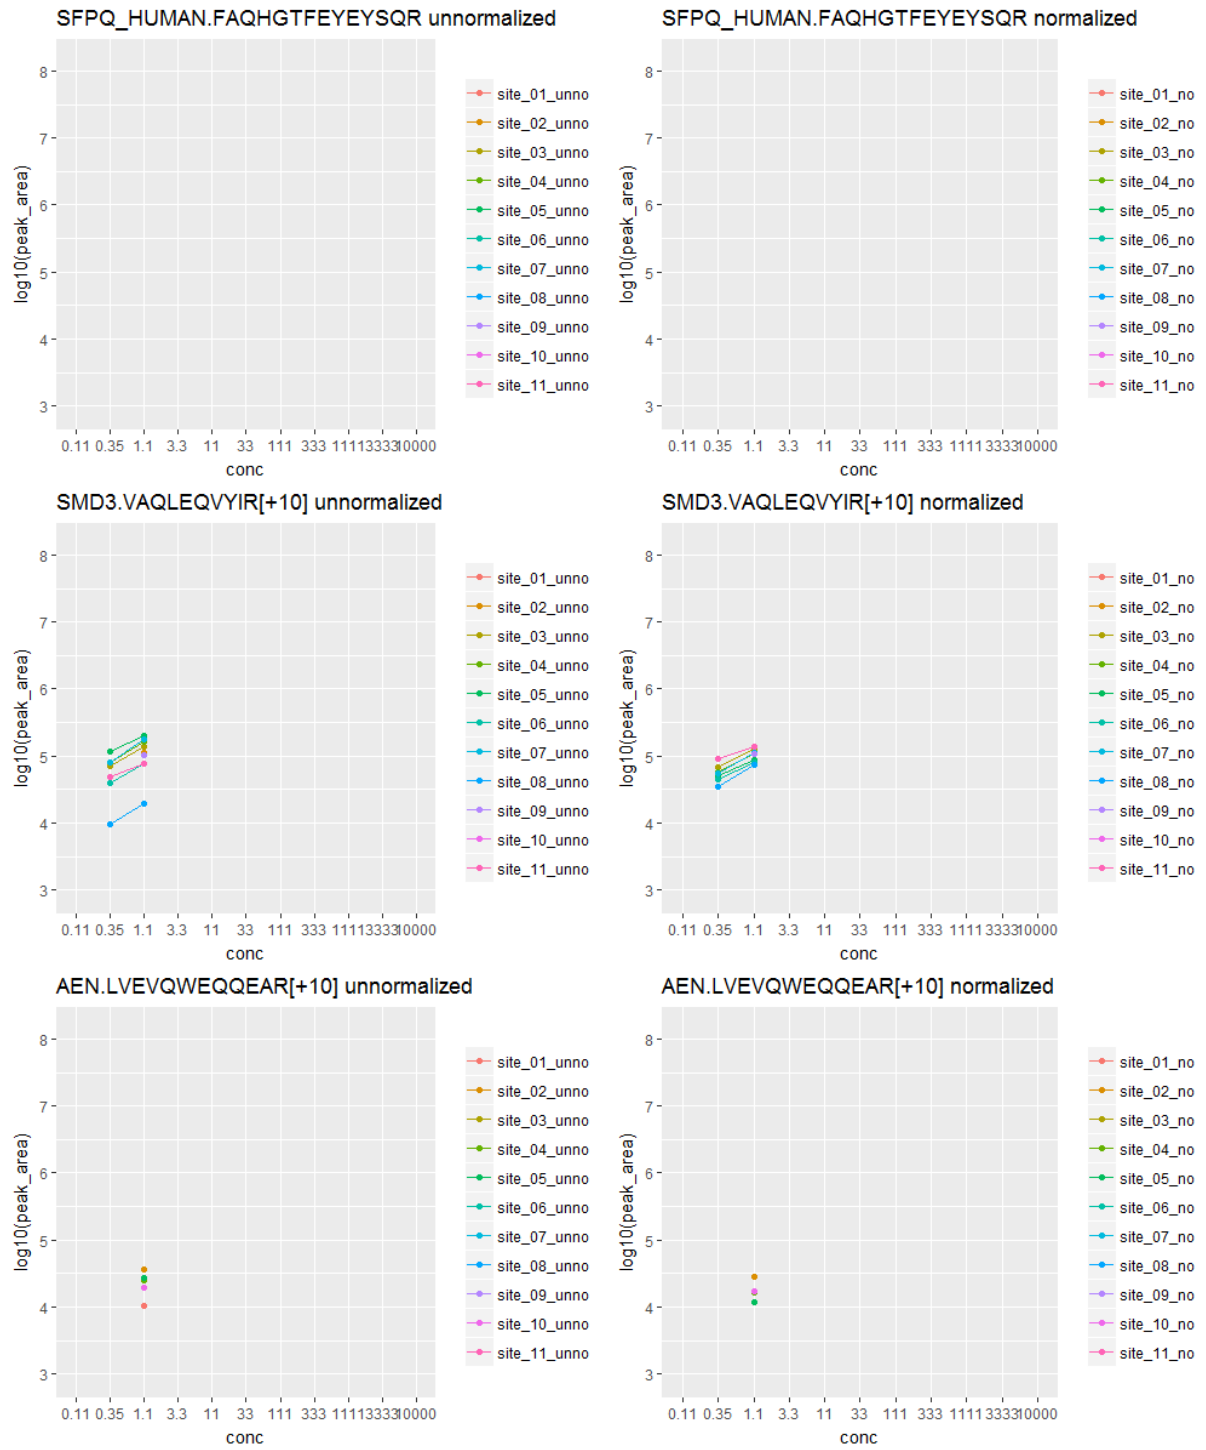 SFPQ_HUMAN.FAQHGTFEYEYSQR unnormalized
log10(peak_area)
8
7
6
5
4
3
0.11 0.35 1.1 3.3 11 33 111 333 1111 3333 10000
conc
site_01_unno
site_02_unno
site_03_unno
site_04_unno
site_05_unno
site_06_unno
site_07_unno
site_08_unno
site_09_unno
site_10_unno
site_11_unno
SFPQ_HUMAN.FAQHGTFEYEYSQR normalized
log10(peak_area)
8
7
6
5
4
3
0.11 0.35 1.1 3.3 11 33 111 333 1111 3333 10000
conc
site_01_no
site_02_no
site_03_no
site_04_no
site_05_no
site_06_no
site_07_no
site_08_no
site_09_no
site_10_no
site_11_no
SMD3.VAQLEQVYIR[+10] unnormalized
log10(peak_area)
8
7
6
5
4
3
0.11 0.35 1.1 3.3 11 33 111 333 1111 3333 10000
conc
site_01_unno
site_02_unno
site_03_unno
site_04_unno
site_05_unno
site_06_unno
site_07_unno
site_08_unno
site_09_unno
site_10_unno
site_11_unno
SMD3.VAQLEQVYIR[+10] normalized
log10(peak_area)
8
7
6
5
4
3
0.11 0.35 1.1 3.3 11 33 111 333 1111 3333 10000
conc
site_01_no
site_02_no
site_03_no
site_04_no
site_05_no
site_06_no
site_07_no
site_08_no
site_09_no
site_10_no
site_11_no
AEN.LVEVQWEQQEAR[+10] unnormalized
log10(peak_area)
8
7
6
5
4
3
0.11 0.35 1.1 3.3 11 33 111 333 1111 3333 10000
conc
site_01_unno
site_02_unno
site_03_unno
site_04_unno
site_05_unno
site_06_unno
site_07_unno
site_08_unno
site_09_unno
site_10_unno
site_11_unno
AEN.LVEVQWEQQEAR[+10] normalized
log10(peak_area)
8
7
6
5
4
3
0.11 0.35 1.1 3.3 11 33 111 333 1111 3333 10000
conc
site_01_no
site_02_no
site_03_no
site_04_no
site_05_no
site_06_no
site_07_no
site_08_no
site_09_no
site_10_no
site_11_no